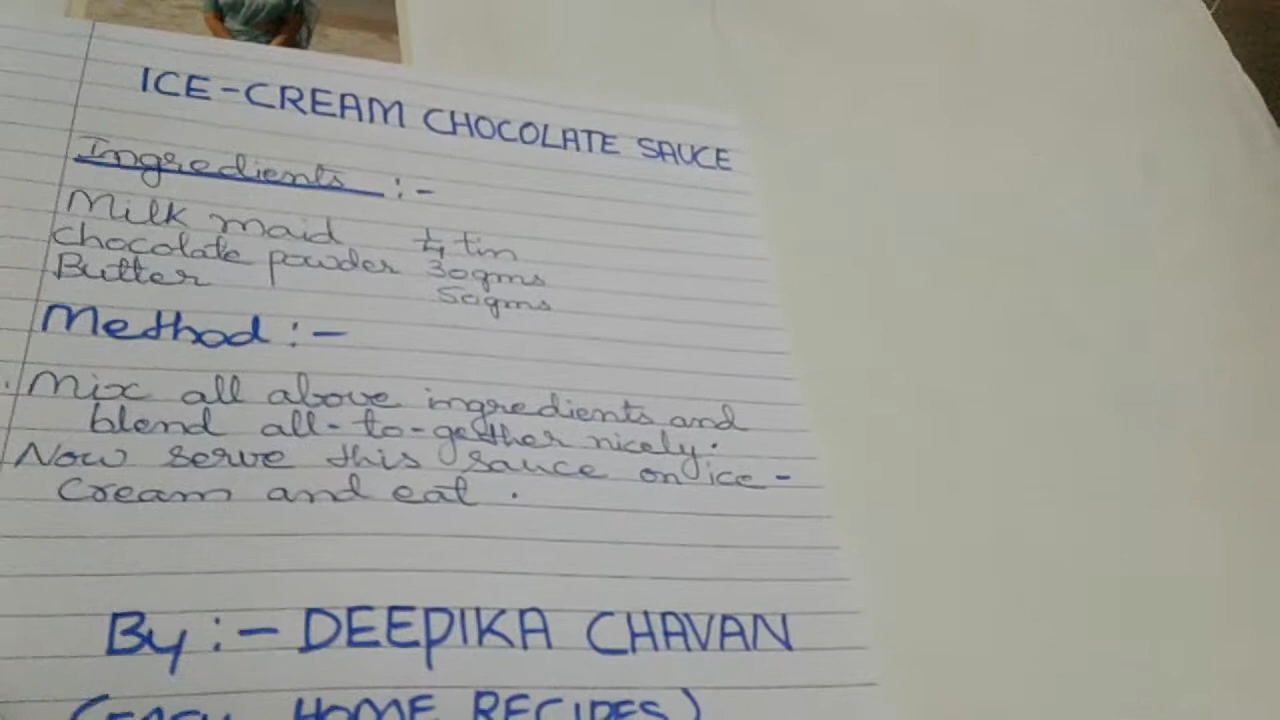 ICE-CREAM CHOCOLATE SAUCE
Ingredients :-
Milk maid ¼ tin
Chocolate powder 30gms
Butter 50gms
Method :-
Mix all above ingredients and
blend all-to-gether nicely.
Now serve this sauce on ice-
cream and eat.
By :- DEEPIKA CHAVAN
(EASY HOME RECIPES)